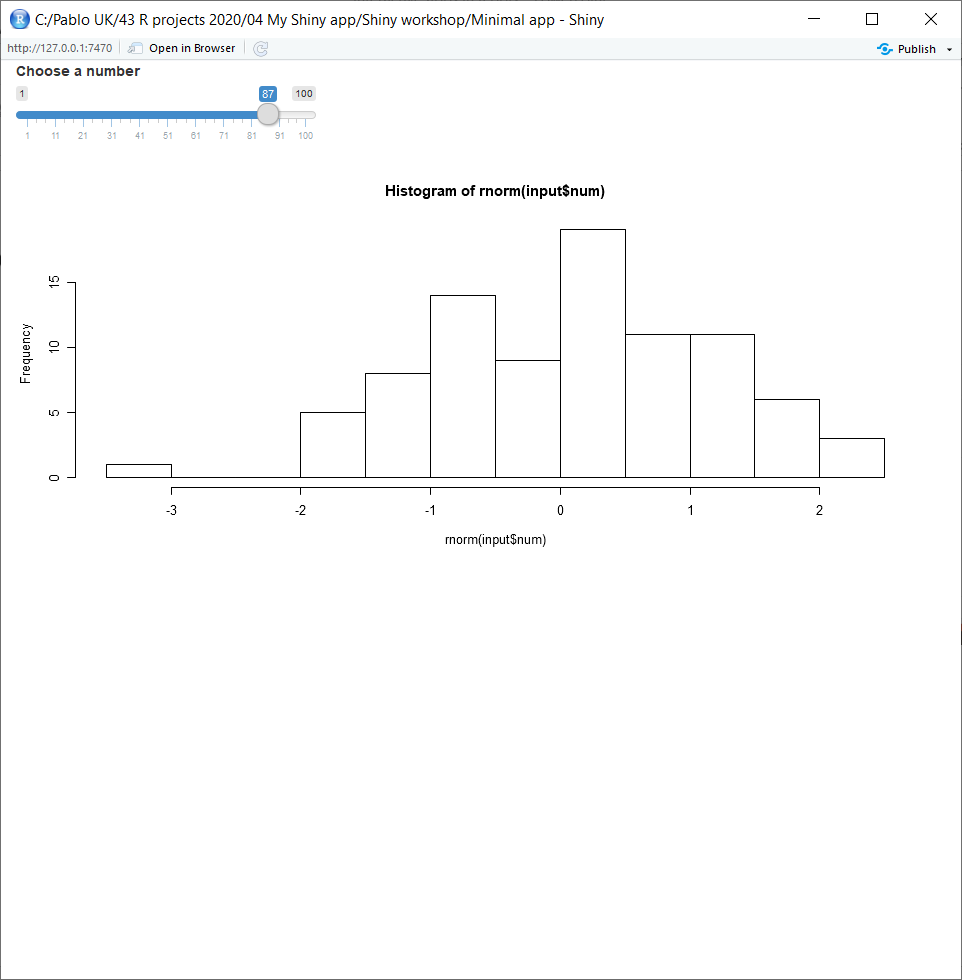 C:/Pablo UK/43 R projects 2020/04 My Shiny app/Shiny workshop/Minimal app - Shiny
http://127.0.0.1:7470 Open in Browser Publish
Choose a number
1 87 100
1 11 21 31 41 51 61 71 81 91 100
Histogram of rnorm(input$num)
Frequency
15
10
5
0
-3 -2 -1 0 1 2
rnorm(input$num)